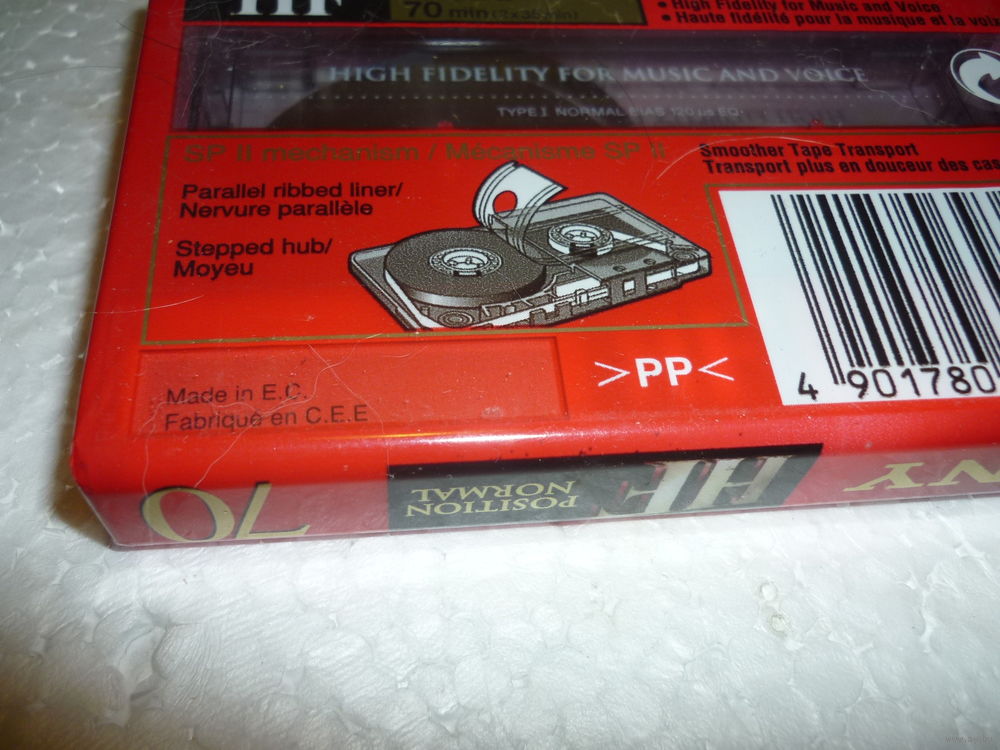 HF
70 min (2x35min)
• High Fidelity for Music and Voice
• Haute fidélité pour la musique et la voix
HIGH FIDELITY FOR MUSIC AND VOICE
TYPE I NORMAL BIAS 120 µs EQ.
SP II mechanism / Mécanisme SP II
Smoother Tape Transport
Transport plus en douceur des
Parallel ribbed liner/
Nervure parallèle
Stepped hub/
Moyeu
>PP<
4 901780
Made in E.C.
Fabriqué en C.E.E
70
POSITION
NORMAL
HF
NY